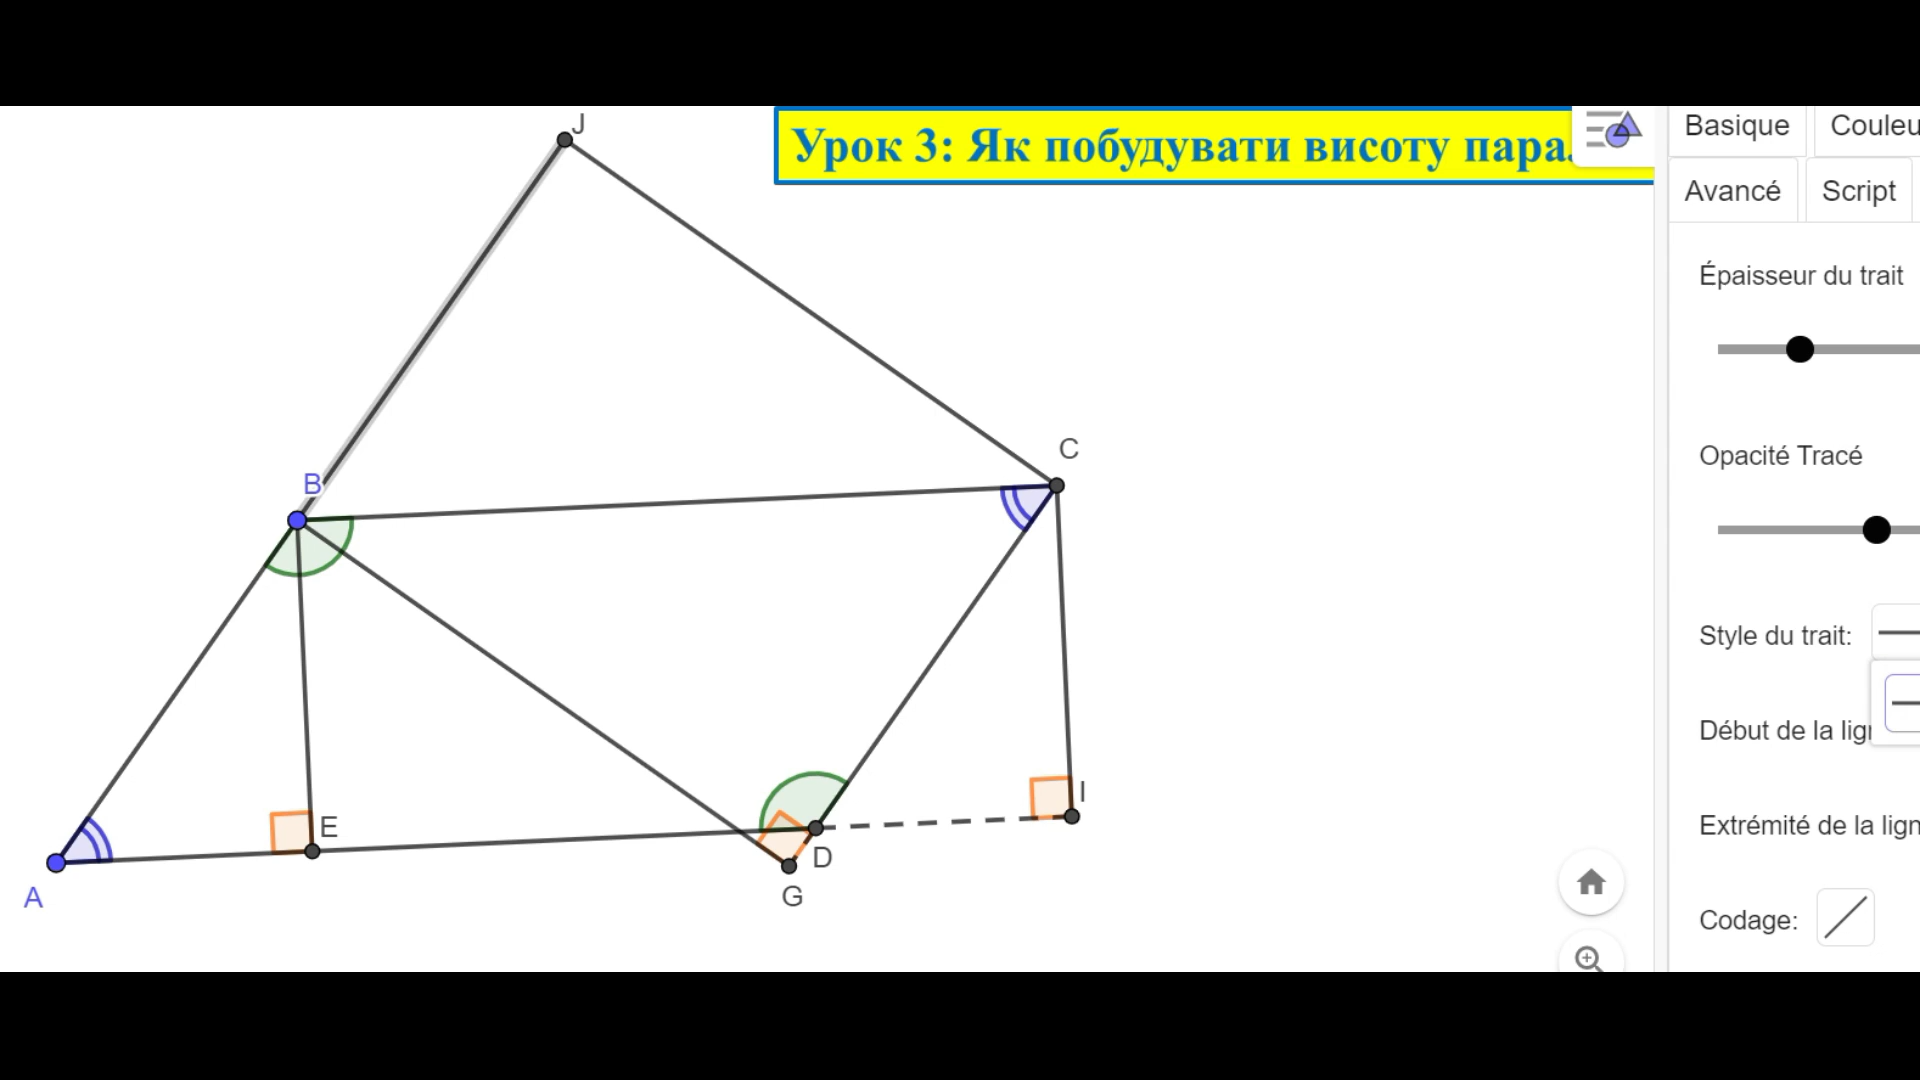 J
Урок 3: Як побудувати висоту пара
Basique
Couleu
Avancé
Script
Épaisseur du trait
B
C
Opacité Tracé
Style du trait:
Début de la lig
E
I
D
Extrémité de la lign
A
G
Codage: